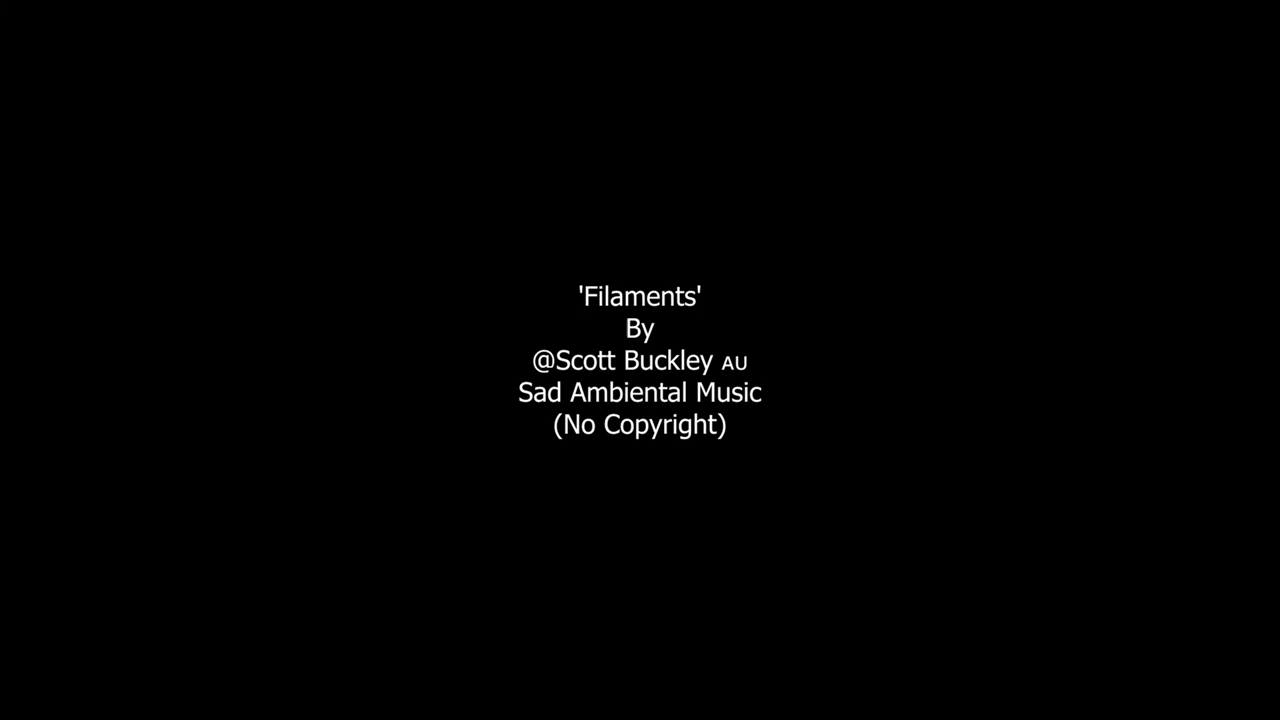 'Filaments'
By
@Scott Buckley AU
Sad Ambiental Music
(No Copyright)